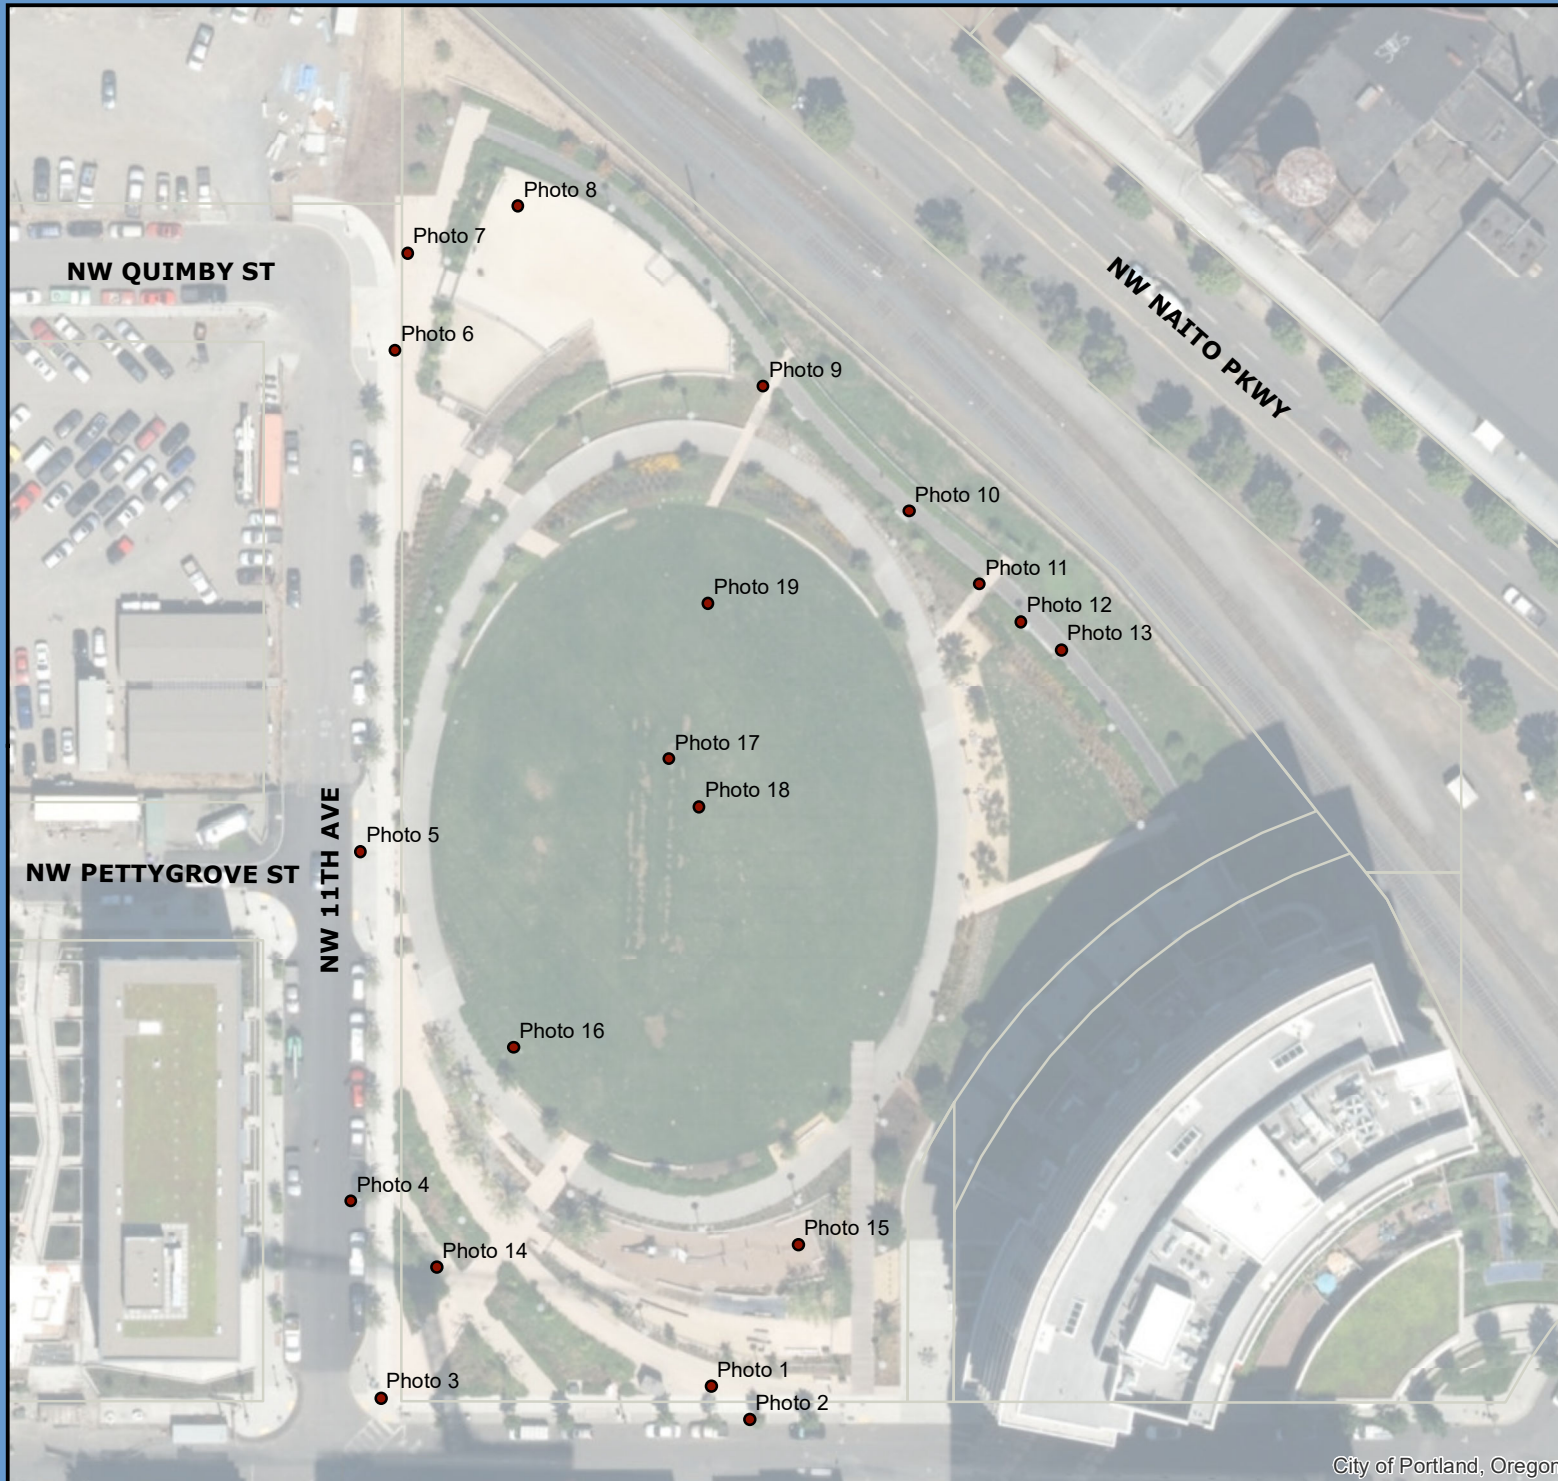 Photo 8
Photo 7
NW QUIMBY ST
NW NAITO PKWY
Photo 6
Photo 9
Photo 10
Photo 11
Photo 19
Photo 12
Photo 13
Photo 17
Photo 18
NW 11TH AVE
Photo 5
NW PETTYGROVE ST
Photo 16
Photo 4
Photo 15
Photo 14
Photo 1
Photo 3
Photo 2
City of Portland, Oregon